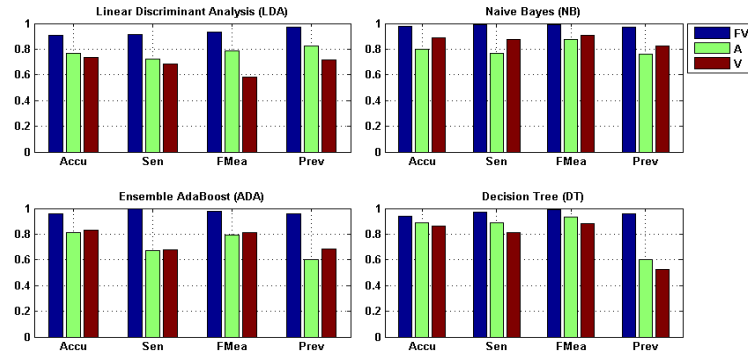 Linear Discriminant Analysis (LDA)
1
0.8
0.6
0.4
0.2
0
Accu Sen FMea Prev
Naive Bayes (NB)
1
0.8
0.6
0.4
0.2
0
Accu Sen FMea Prev
FV
A
V
Ensemble AdaBoost (ADA)
1
0.8
0.6
0.4
0.2
0
Accu Sen FMea Prev
Decision Tree (DT)
1
0.8
0.6
0.4
0.2
0
Accu Sen FMea Prev